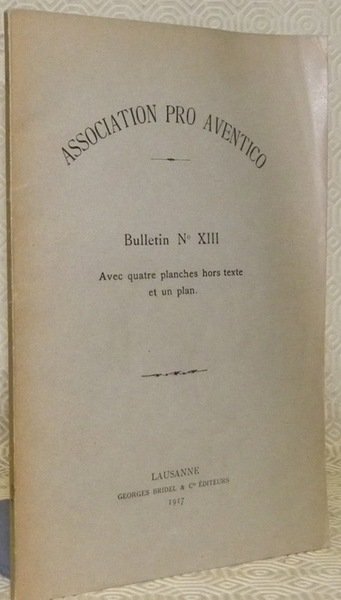 ASSOCIATION PRO AVENTICO
Bulletin No XIII
Avec quatre planches hors texte
et un plan.
LAUSANNE
GEORGES BRIDEL & Cie ÉDITEURS
1917